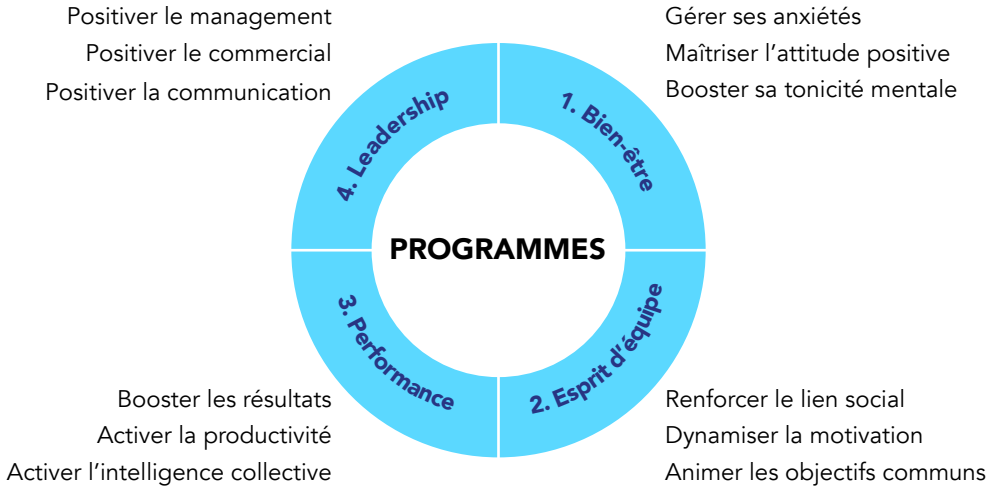 Positiver le management
Positiver le commercial
Positiver la communication
Gérer ses anxiétés
Maîtriser l’attitude positive
Booster sa tonicité mentale
4. Leadership
1. Bien-être
PROGRAMMES
3. Performance
2. Esprit d’équipe
Booster les résultats
Activer la productivité
Activer l’intelligence collective
Renforcer le lien social
Dynamiser la motivation
Animer les objectifs communs